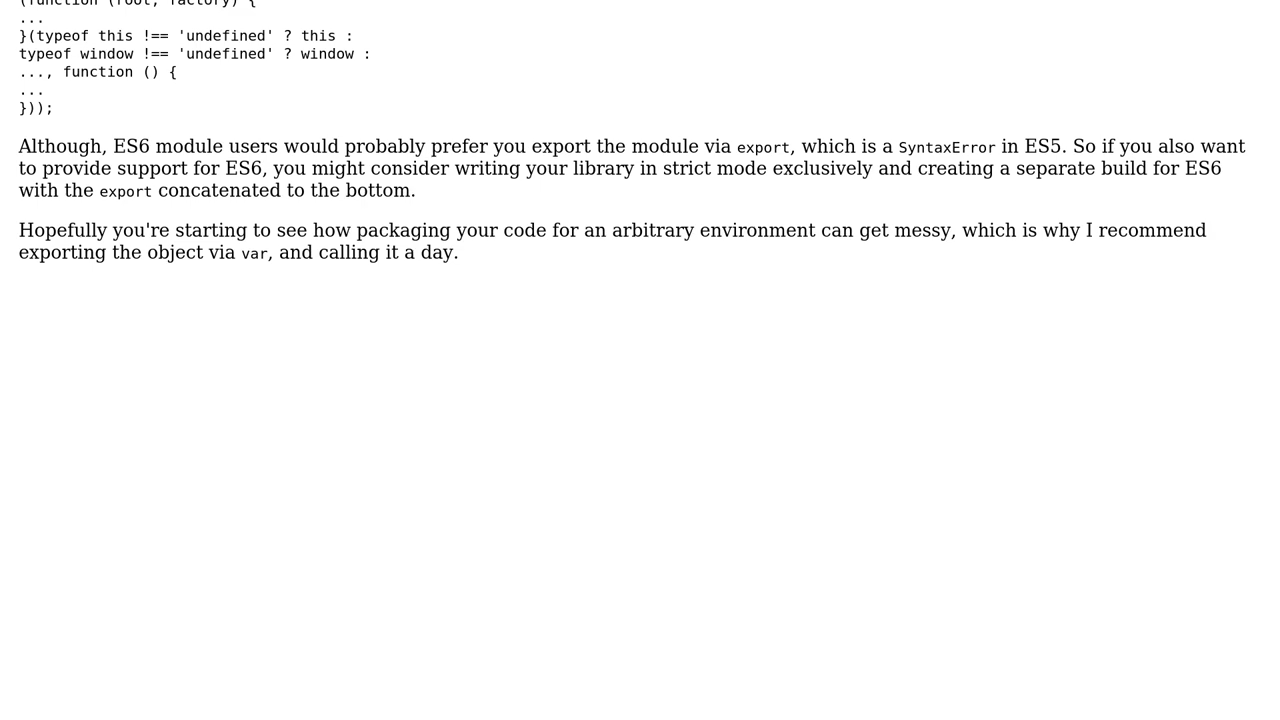 (function (root, factory) {
...
}(typeof this !== 'undefined' ? this :
typeof window !== 'undefined' ? window :
..., function () {
...
}));
Although, ES6 module users would probably prefer you export the module via export, which is a SyntaxError in ES5. So if you also want
to provide support for ES6, you might consider writing your library in strict mode exclusively and creating a separate build for ES6
with the export concatenated to the bottom.
Hopefully you're starting to see how packaging your code for an arbitrary environment can get messy, which is why I recommend
exporting the object via var, and calling it a day.